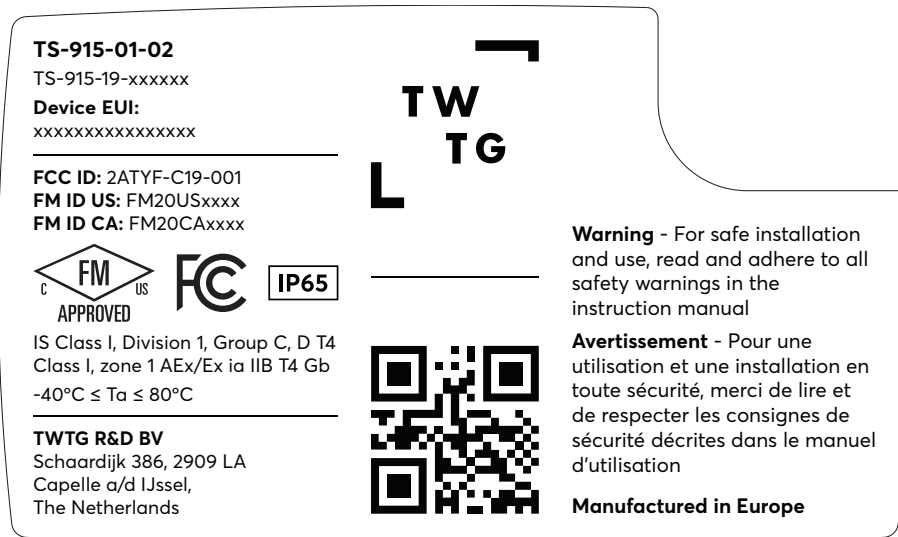 TS-915-01-02
TS-915-19-xxxxxx
Device EUI:
xxxxxxxxxxxxxxxx
FCC ID: 2ATYF-C19-001
FM ID US: FM20USxxxx
FM ID CA: FM20CAxxxx
C FM US
APPROVED
FC
IP65
IS Class I, Division 1, Group C, D T4
Class I, zone 1 AEx/Ex ia IIB T4 Gb
-40°C ≤ Ta ≤ 80°C
TWTG R&D BV
Schaardijk 386, 2909 LA
Capelle a/d IJssel,
The Netherlands
TW
TG
Warning - For safe installation
and use, read and adhere to all
safety warnings in the
instruction manual
Avertissement - Pour une
utilisation et une installation en
toute sécurité, merci de lire et
de respecter les consignes de
sécurité décrites dans le manuel
d'utilisation
Manufactured in Europe